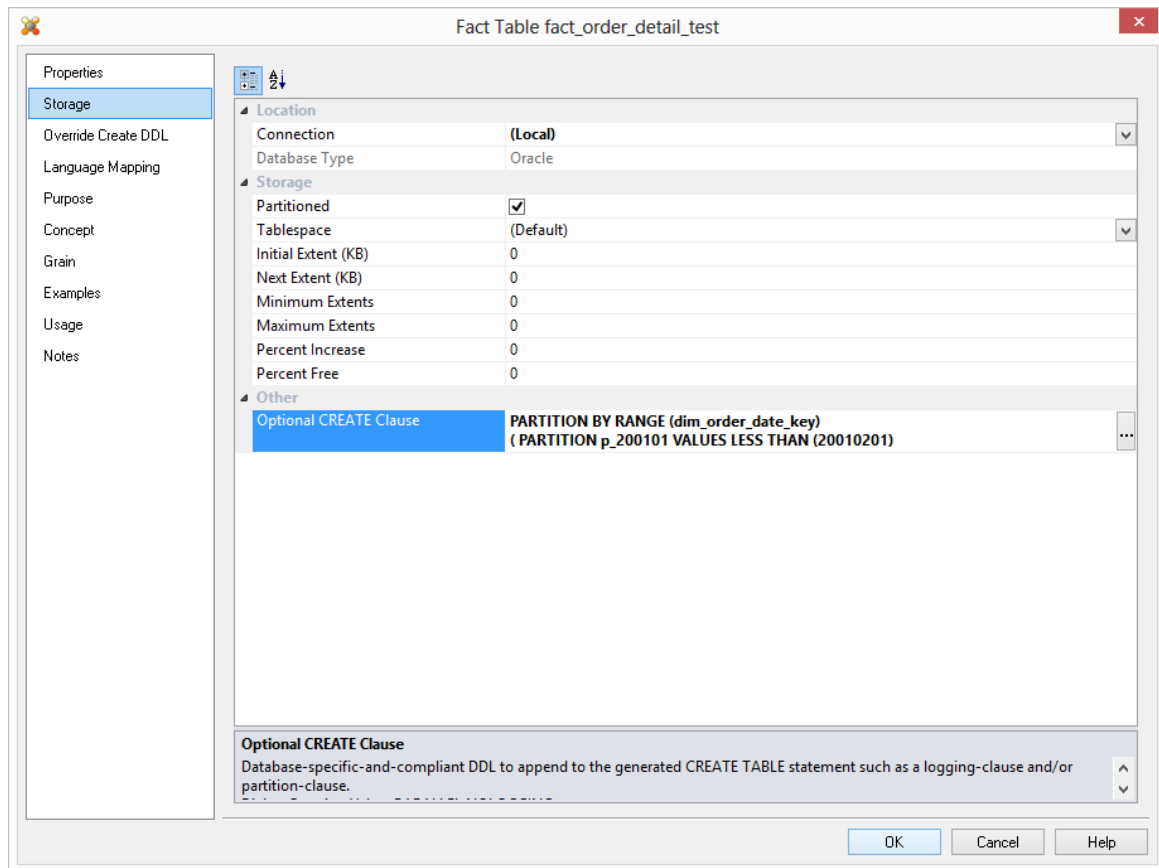 Fact Table fact_order_detail_test
Properties
Storage
Override Create DDL
Language Mapping
Purpose
Concept
Grain
Examples
Usage
Notes
Location
Connection (Local)
Database Type Oracle
Storage
Partitioned
Tablespace (Default)
Initial Extent (KB) 0
Next Extent (KB) 0
Minimum Extents 0
Maximum Extents 0
Percent Increase 0
Percent Free 0
Other
Optional CREATE Clause PARTITION BY RANGE (dim_order_date_key)
( PARTITION p_200101 VALUES LESS THAN (20010201)
...
Optional CREATE Clause
Database-specific-and-compliant DDL to append to the generated CREATE TABLE statement such as a logging-clause and/or
partition-clause.
OK Cancel Help